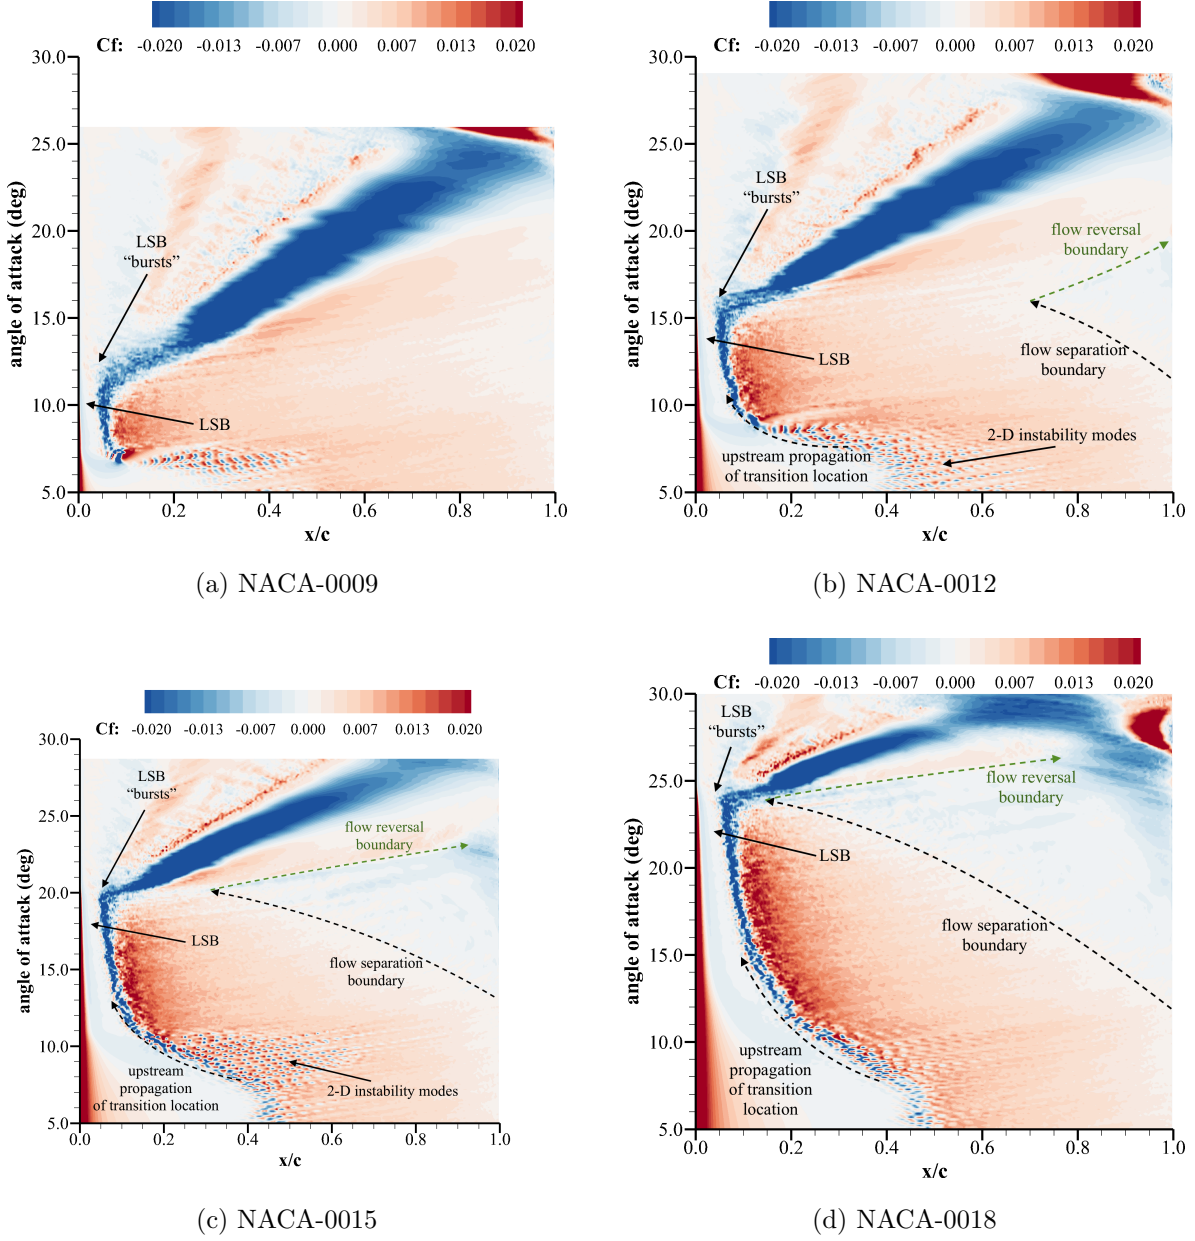 Cf: -0.020 -0.013 -0.007 0.000 0.007 0.013 0.020
30.0
25.0
20.0
15.0
10.0
5.0
angle of attack (deg)
LSB
“bursts”
LSB
0.0 0.2 0.4 0.6 0.8 1.0
x/c
(a) NACA-0009
Cf: -0.020 -0.013 -0.007 0.000 0.007 0.013 0.020
30.0
25.0
20.0
15.0
10.0
5.0
angle of attack (deg)
LSB
“bursts”
flow reversal
boundary
LSB
flow separation
boundary
2-D instability modes
upstream propagation
of transition location
0.0 0.2 0.4 0.6 0.8 1.0
x/c
(b) NACA-0012
Cf: -0.020 -0.013 -0.007 0.000 0.007 0.013 0.020
30.0
25.0
20.0
15.0
10.0
5.0
angle of attack (deg)
LSB
“bursts”
flow reversal
boundary
LSB
flow separation
boundary
upstream
propagation
of transition location
2-D instability modes
0.0 0.2 0.4 0.6 0.8 1.0
x/c
(c) NACA-0015
Cf: -0.020 -0.013 -0.007 0.000 0.007 0.013 0.020
30.0
25.0
20.0
15.0
10.0
5.0
angle of attack (deg)
LSB
“bursts”
flow reversal
boundary
LSB
flow separation
boundary
upstream
propagation
of transition
location
0.0 0.2 0.4 0.6 0.8 1.0
x/c
(d) NACA-0018